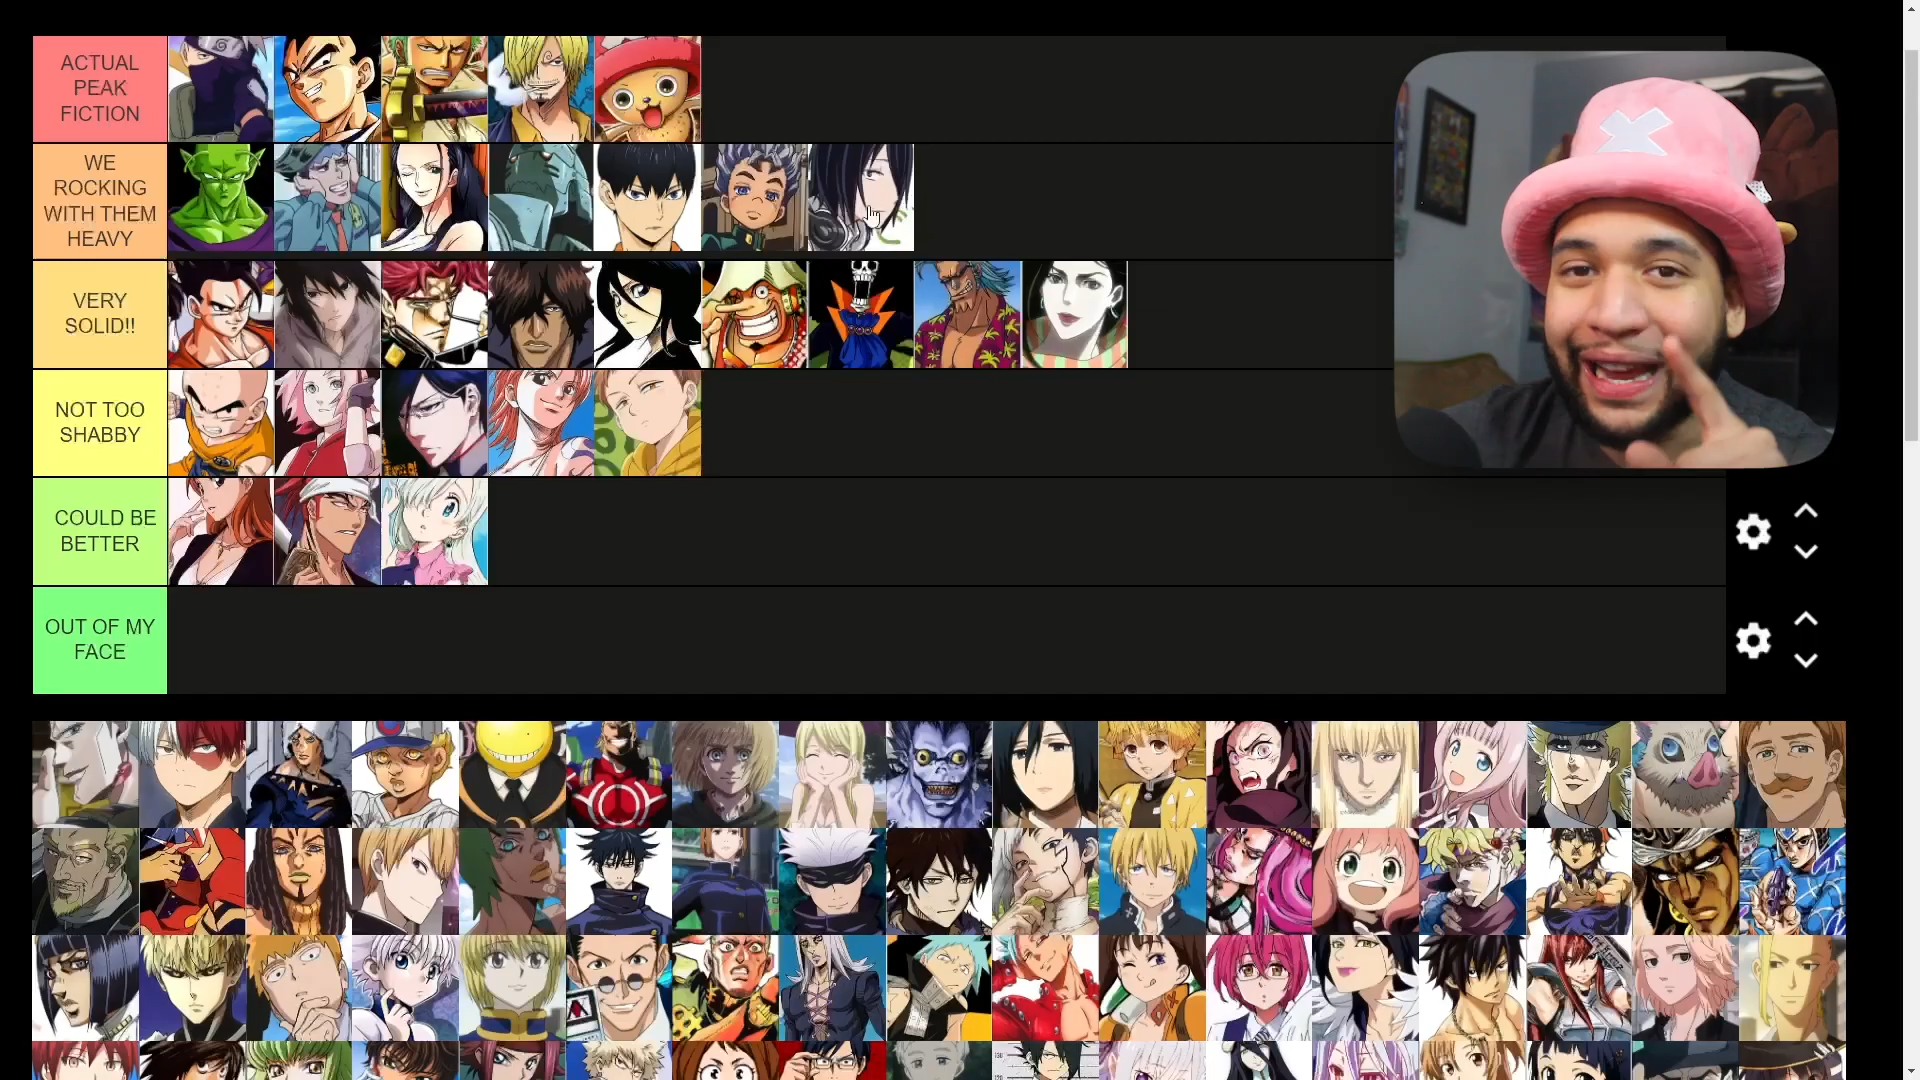 ACTUAL
PEAK
FICTION
WE
ROCKING
WITH THEM
HEAVY
VERY
SOLID!!
NOT TOO
SHABBY
COULD BE
BETTER
OUT OF MY
FACE